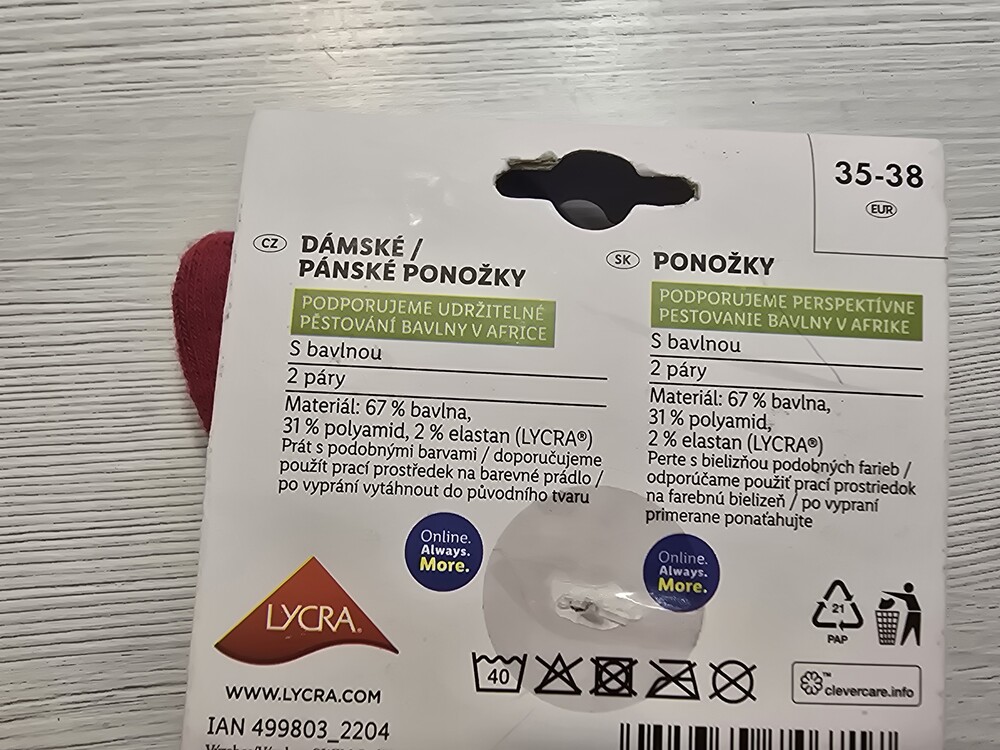 35-38
EUR
CZ
DÁMSKÉ /
PÁNSKÉ PONOŽKY
PODPORUJEME UDRŽITELNÉ
PĚSTOVÁNÍ BAVLNY V AFRICE
S bavlnou
2 páry
Materiál: 67 % bavlna,
31 % polyamid, 2 % elastan (LYCRA®)
Prát s podobnými barvami / doporučujeme
použít prací prostředek na barevné prádlo /
po vyprání vytáhnout do původního tvaru
SK
PONOŽKY
PODPORUJEME PERSPEKTÍVNE
PESTOVANIE BAVLNY V AFRIKE
S bavlnou
2 páry
Materiál: 67 % bavlna,
31 % polyamid,
2 % elastan (LYCRA®)
Perte s bielizňou podobných farieb /
odporúčame použiť prací prostriedok
na farebnú bielizeň / po vypraní
primerane ponaťahujte
Online.
Always.
More.
Online.
Always.
More.
LYCRA®
21
PAP
40
™
clevercare.info
WWW.LYCRA.COM
IAN 499803_2204